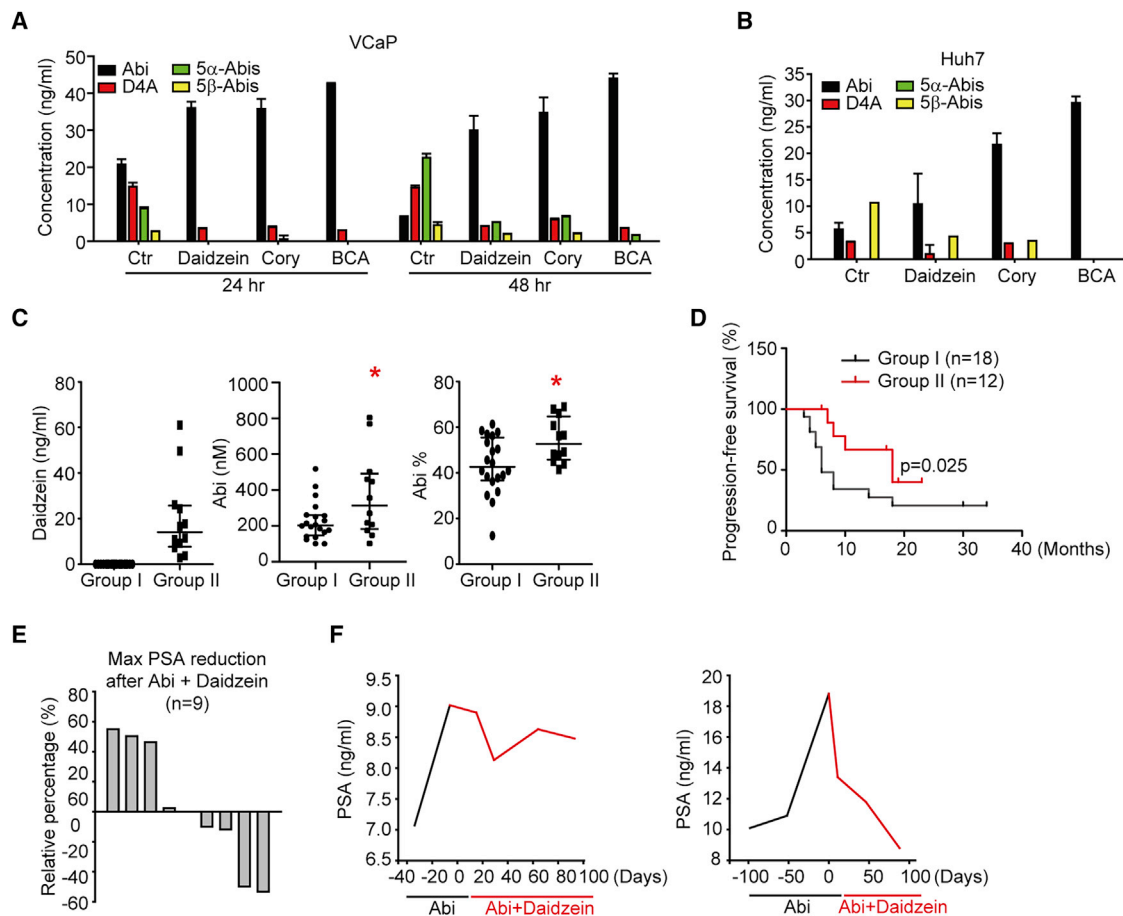 A
VCaP
Concentration (ng/ml)
50
40
30
20
10
0
Abi
D4A
5α-Abis
5β-Abis
Ctr Daidzein Cory BCA Ctr Daidzein Cory BCA
24 hr 48 hr
B
Huh7
Concentration (ng/ml)
35
30
25
20
15
10
5
0
Abi
D4A
5α-Abis
5β-Abis
Ctr Daidzein Cory BCA
C
Daidzein (ng/ml)
80
60
40
20
0
Group I Group II
Abi (nM)
1000
800
600
400
200
0
*
Group I Group II
Abi %
80
60
40
20
0
*
Group I Group II
D
Progression-free survival (%)
150
100
50
0
Group I (n=18)
Group II (n=12)
p=0.025
0 10 20 30 40 (Months)
E
Max PSA reduction
after Abi + Daidzein
(n=9)
Relative percentage (%)
80
60
40
20
60
0
-20
-40
-60
F
PSA (ng/ml)
9.5
9.0
8.5
8.0
7.5
7.0
6.5
-40 -20 0 20 40 60 80 100 (Days)
Abi Abi+Daidzein
PSA (ng/ml)
20
18
16
14
12
10
8
-100 -50 0 50 100 (Days)
Abi Abi+Daidzein